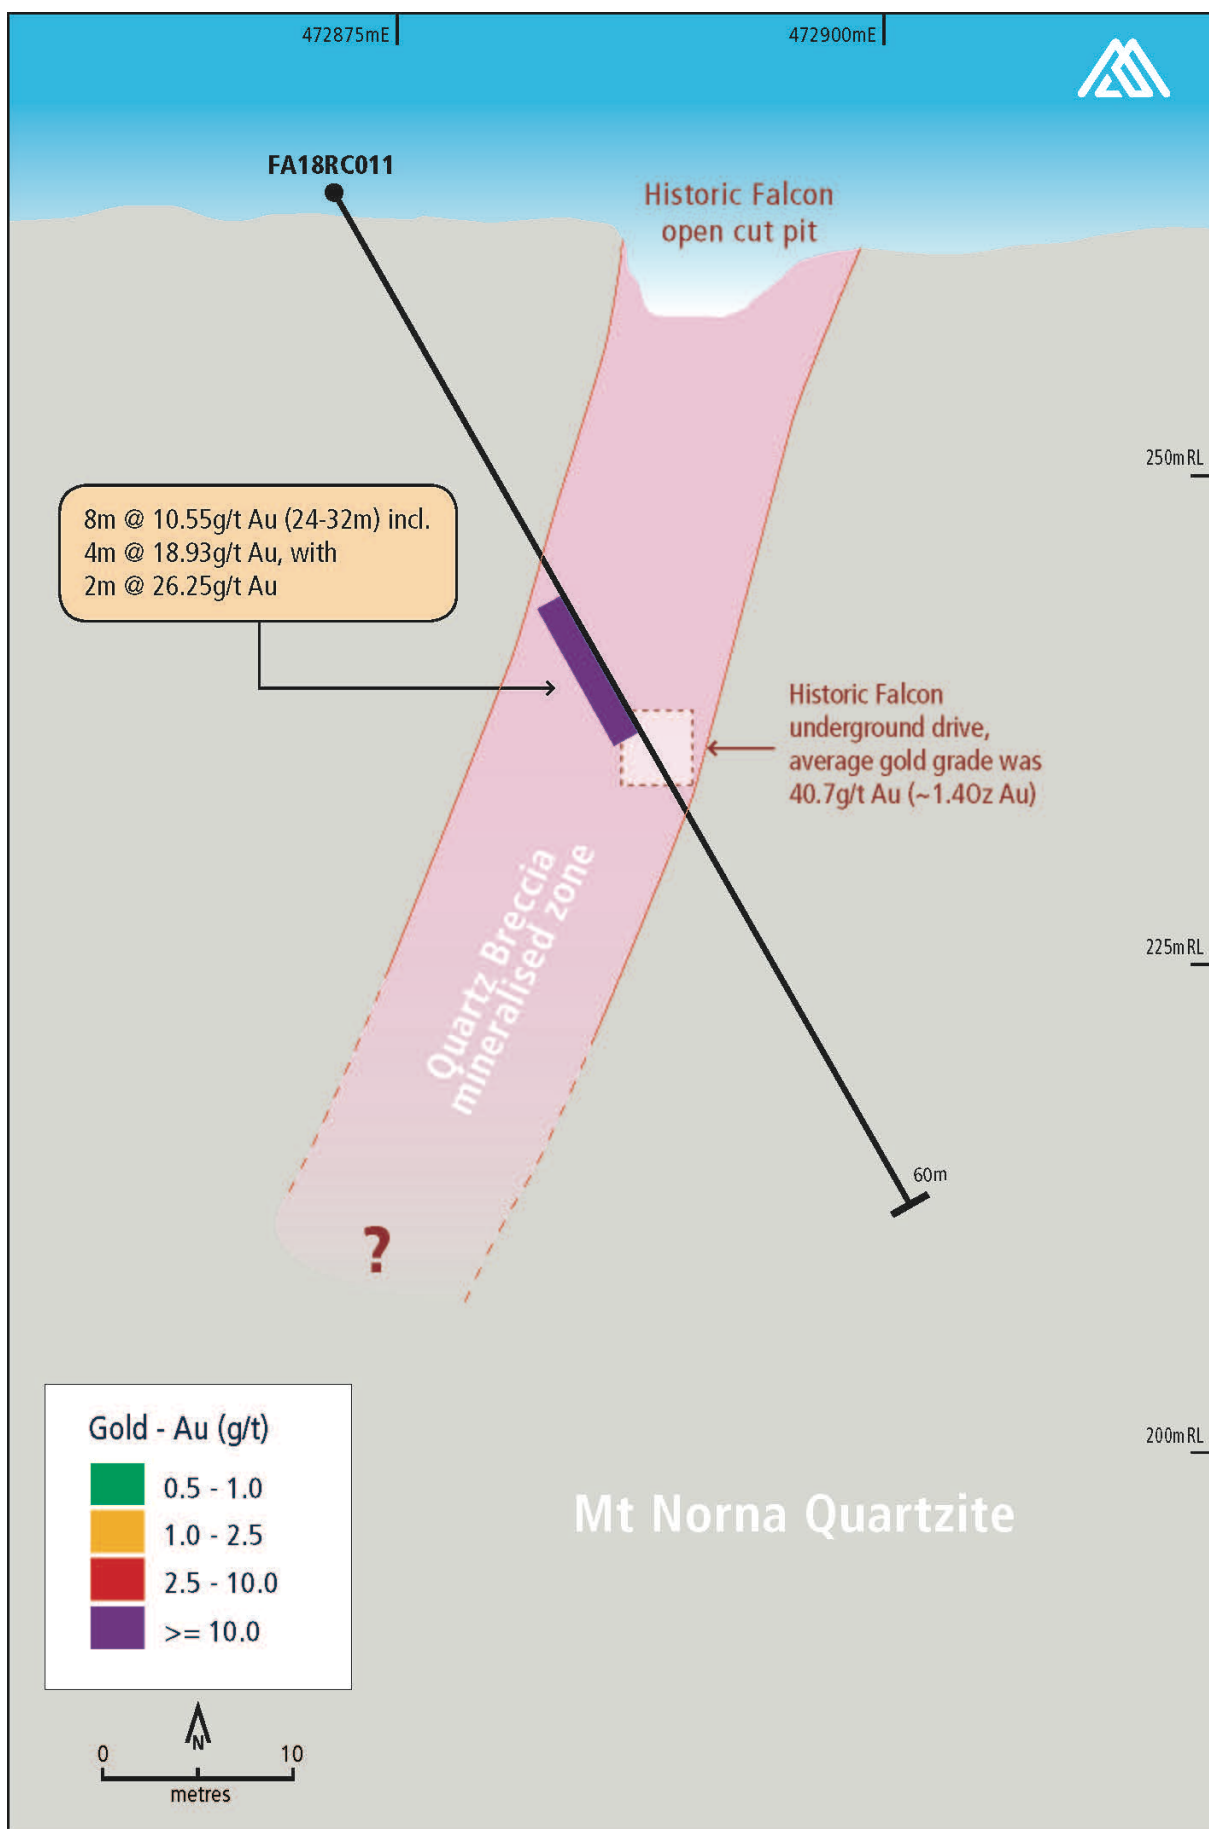 472875mE
472900mE
FA18RC011
Historic Falcon
open cut pit
250mRL
8m @ 10.55g/t Au (24-32m) incl.
4m @ 18.93g/t Au, with
2m @ 26.25g/t Au
Historic Falcon
underground drive,
average gold grade was
40.7g/t Au (~1.4Oz Au)
Quartz Breccia
mineralised zone
225mRL
60m
?
200mRL
Gold - Au (g/t)
0.5 - 1.0
1.0 - 2.5
2.5 - 10.0
>= 10.0
Mt Norna Quartzite
N
0 10
metres